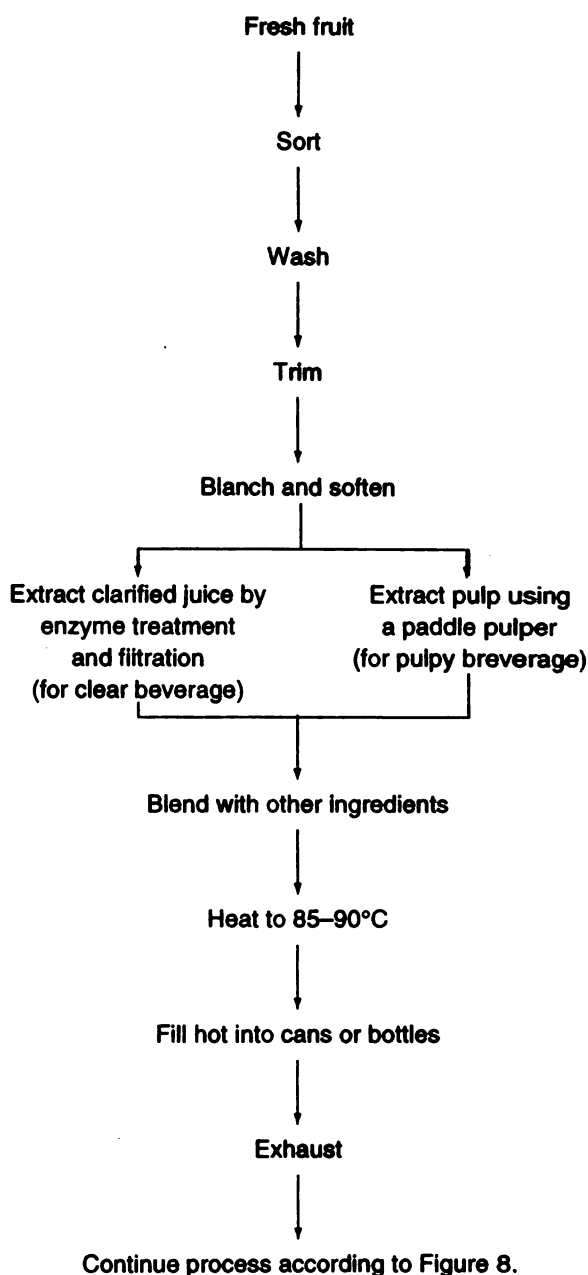 Fresh fruit
Sort
Wash
Trim
Blanch and soften
Extract clarified juice by
enzyme treatment
and filtration
(for clear beverage)
Extract pulp using
a paddle pulper
(for pulpy breverage)
Blend with other ingredients
Heat to 85–90°C
Fill hot into cans or bottles
Exhaust
Continue process according to Figure 8.